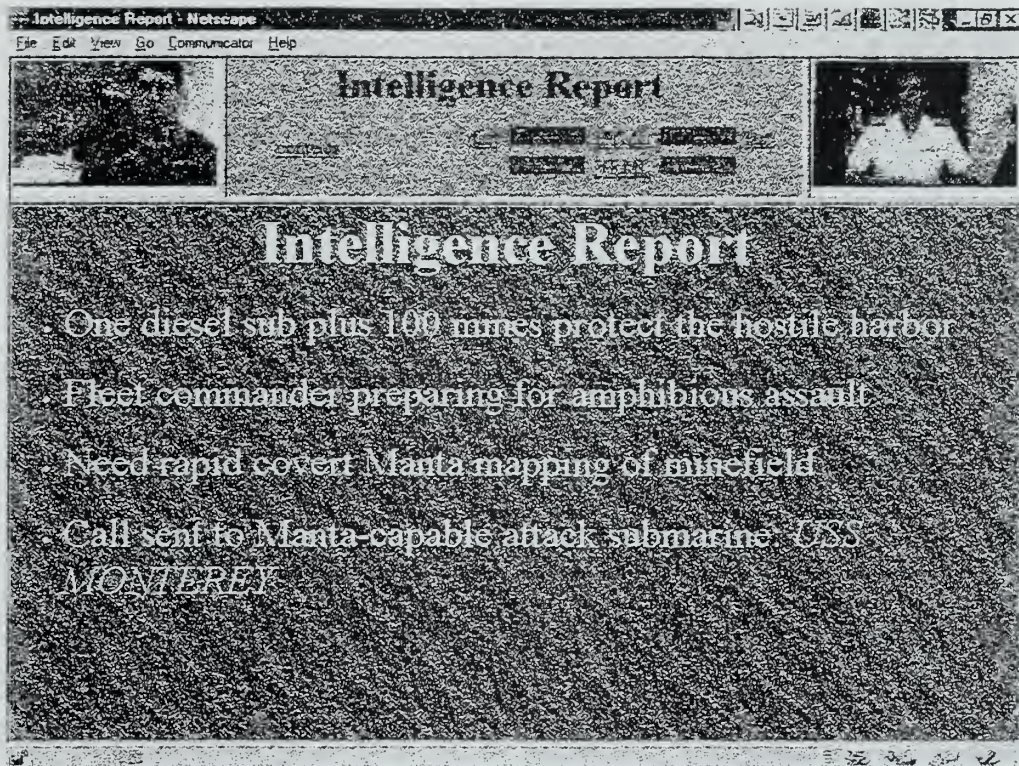 Intelligence Report - Netscape
File Edit View Go Communicator Help
Intelligence Report
Intelligence Report
. One diesel sub plus 100 mines protect the hostile harbor
. Fleet commander preparing for amphibious assault
. Need rapid covert Manta mapping of minefield
. Call sent to Manta-capable attack submarine USS
MONTEREY